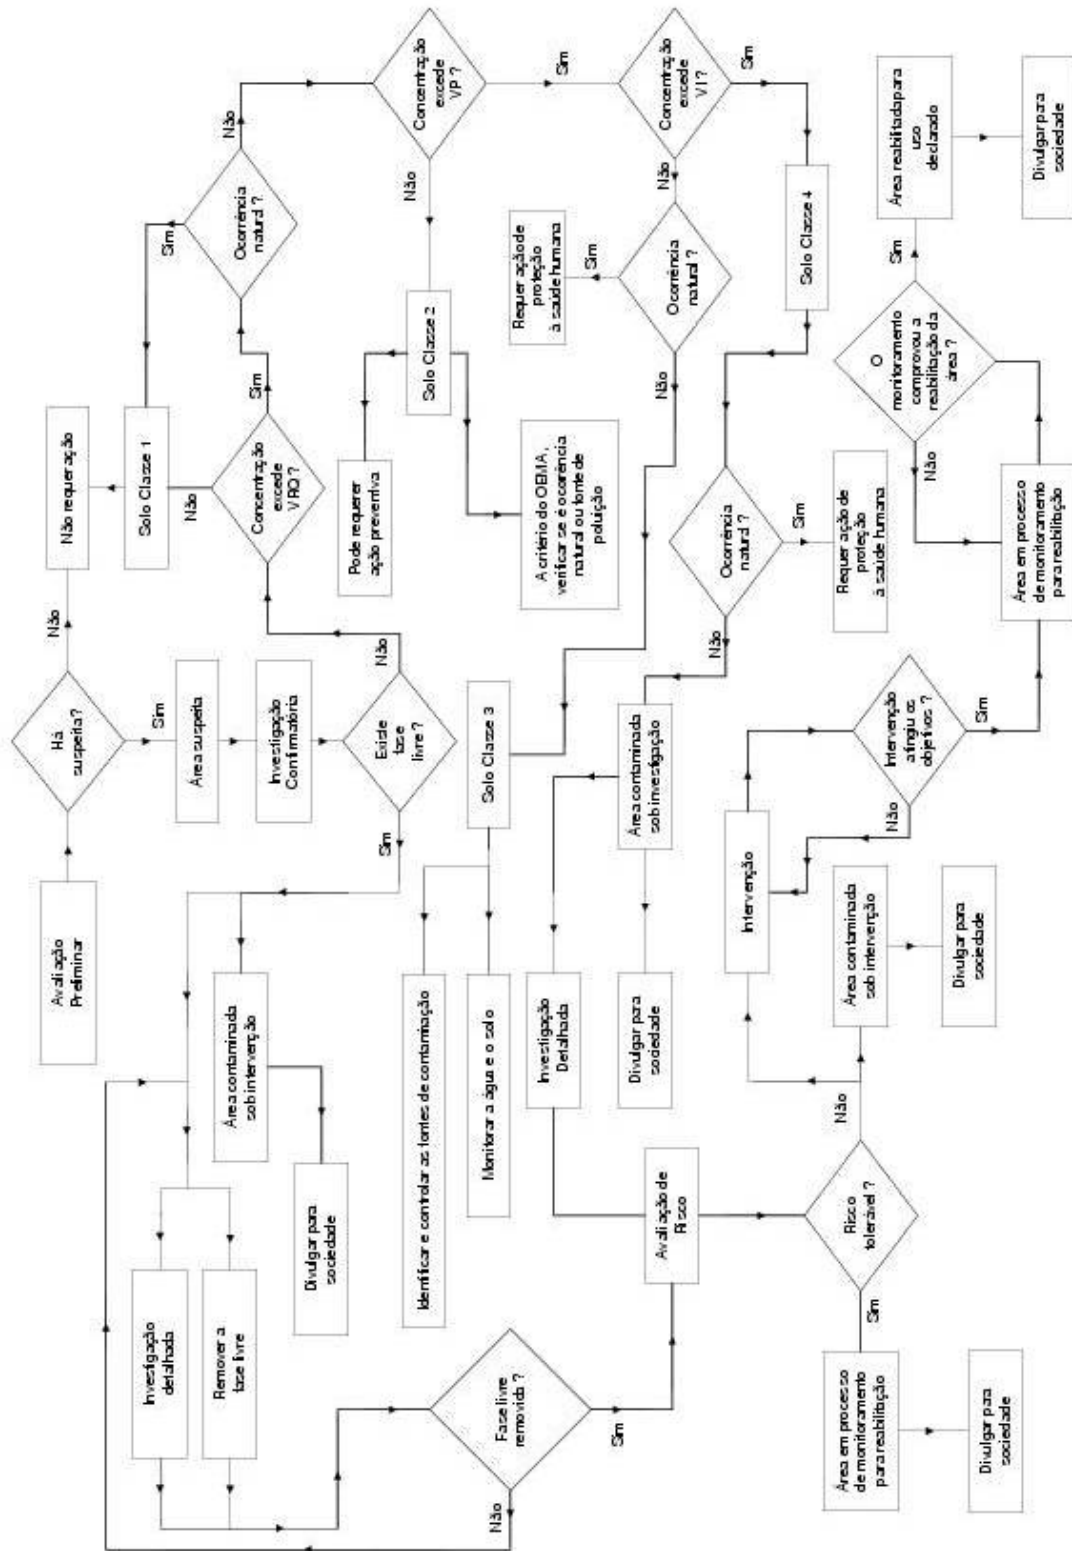 Avaliação
Preliminar
Há
suspeita ?
Não
Não requer ação
Sim
Área suspeita
Investigação
Confirmatória
Existe
fase
livre ?
Sim
Não
Solo Classe 1
Não
Concentração
excede
VRQ ?
Sim
Sim
Ocorrência
natural ?
Não
Concentração
excede
VP ?
Não
Sim
Solo Classe 2
Pode requerer
ação preventiva
A critério do OEMA,
verificar se é ocorrência
natural ou fonte de
poluição
Concentração
excede
VI ?
Não
Sim
Ocorrência
natural ?
Sim
Requer ação de
proteção
à saúde humana
Não
Solo Classe 3
Identificar e controlar as fontes de contaminação
Monitorar a água e o solo
Solo Classe 4
Ocorrência
natural ?
Sim
Requer ação de
proteção
à saúde humana
Não
Área contaminada
sob investigação
Divulgar para
sociedade
Investigação
Detalhada
Área contaminada
sob intervenção
Divulgar para
sociedade
Investigação
detalhada
Remover a
fase livre
Fase livre
removida ?
Não
Sim
Avaliação de
Risco
Risco
tolerável ?
Sim
Área em processo
de monitoramento
para reabilitação
Divulgar para
sociedade
Não
Área contaminada
sob intervenção
Divulgar para
sociedade
Intervenção
Intervenção
atingiu os
objetivos ?
Não
Sim
Área em processo
de monitoramento
para reabilitação
O
monitoramento
comprovou a
reabilitação da
área ?
Não
Sim
Área reabilitada para
uso
declarado
Divulgar para
sociedade